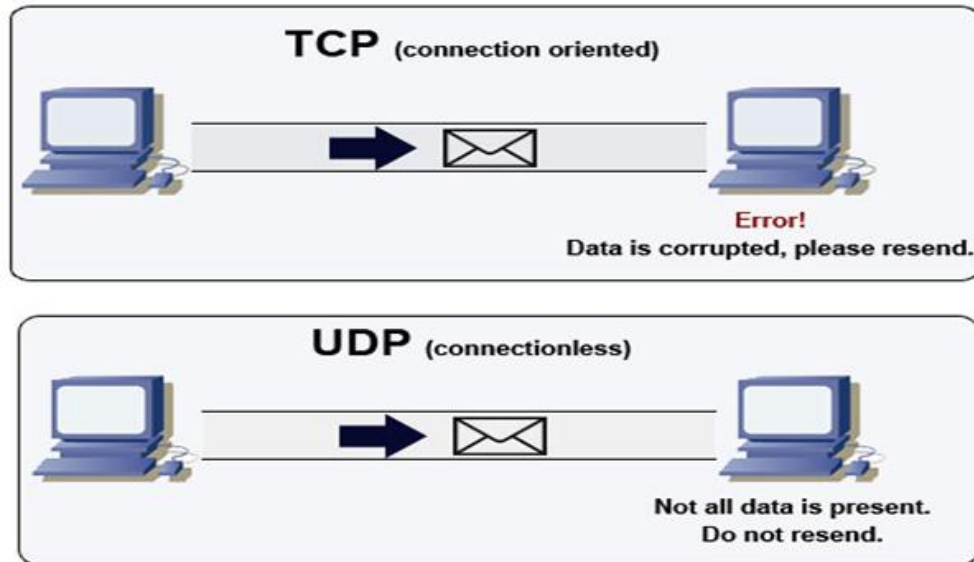 TCP (connection oriented)
Error!
Data is corrupted, please resend.
UDP (connectionless)
Not all data is present.
Do not resend.